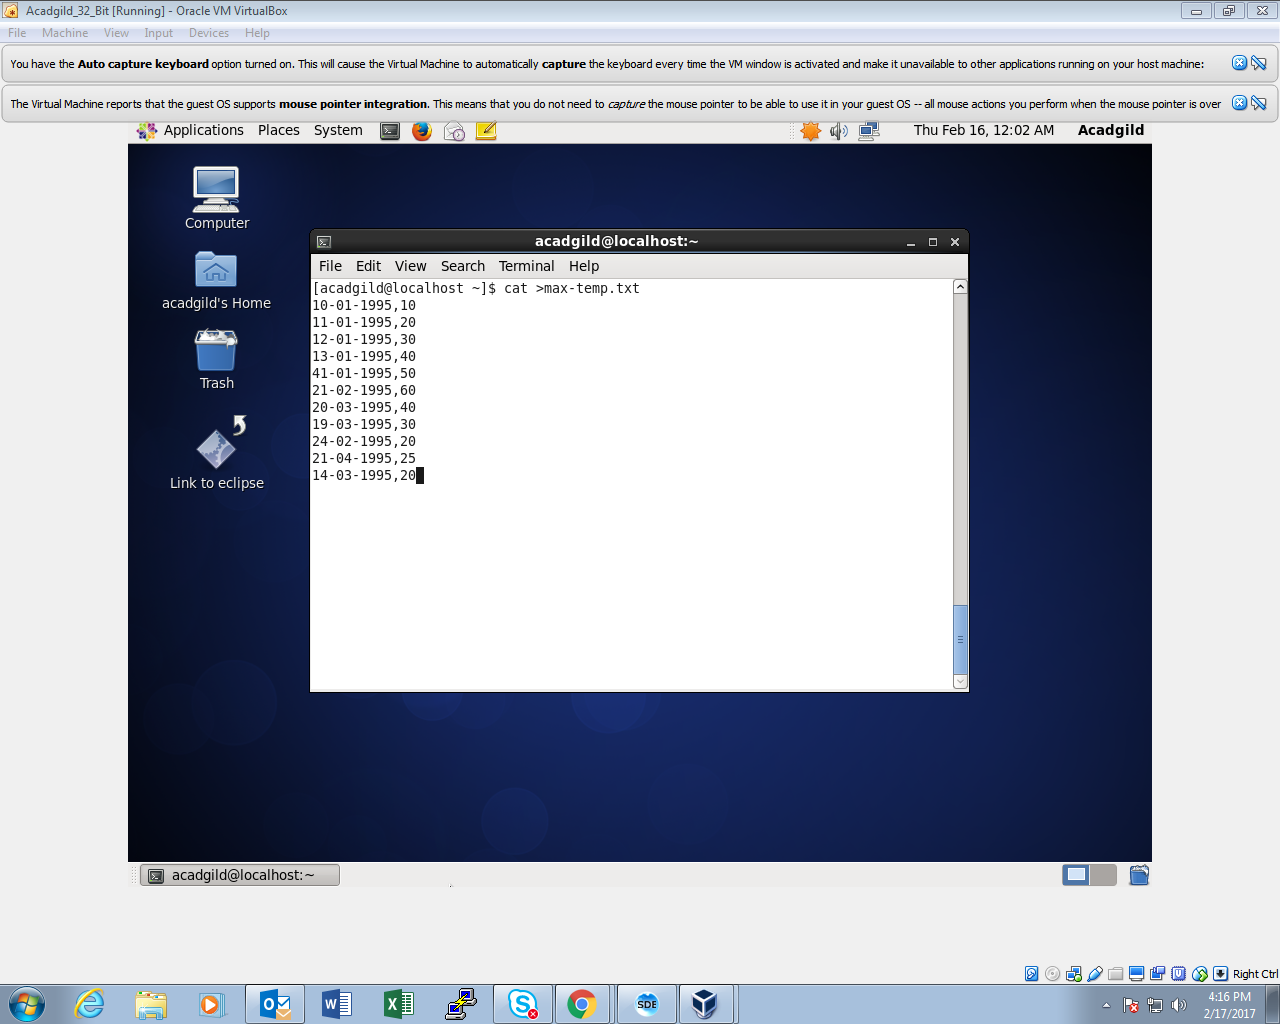 Acadgild_32_Bit [Running] - Oracle VM VirtualBox
File Machine View Input Devices Help
You have the Auto capture keyboard option turned on. This will cause the Virtual Machine to automatically capture the keyboard every time the VM window is activated and make it unavailable to other applications running on your host machine:
The Virtual Machine reports that the guest OS supports mouse pointer integration. This means that you do not need to capture the mouse pointer to be able to use it in your guest OS -- all mouse actions you perform when the mouse pointer is over
Applications Places System Thu Feb 16, 12:02 AM Acadgild
Computer
acadgild's Home
Trash
Link to eclipse
acadgild@localhost:~
File Edit View Search Terminal Help
[acadgild@localhost ~]$ cat >max-temp.txt
10-01-1995,10
11-01-1995,20
12-01-1995,30
13-01-1995,40
41-01-1995,50
21-02-1995,60
20-03-1995,40
19-03-1995,30
24-02-1995,20
21-04-1995,25
14-03-1995,20
acadgild@localhost:~
Right Ctrl
SDE
4:16 PM
2/17/2017